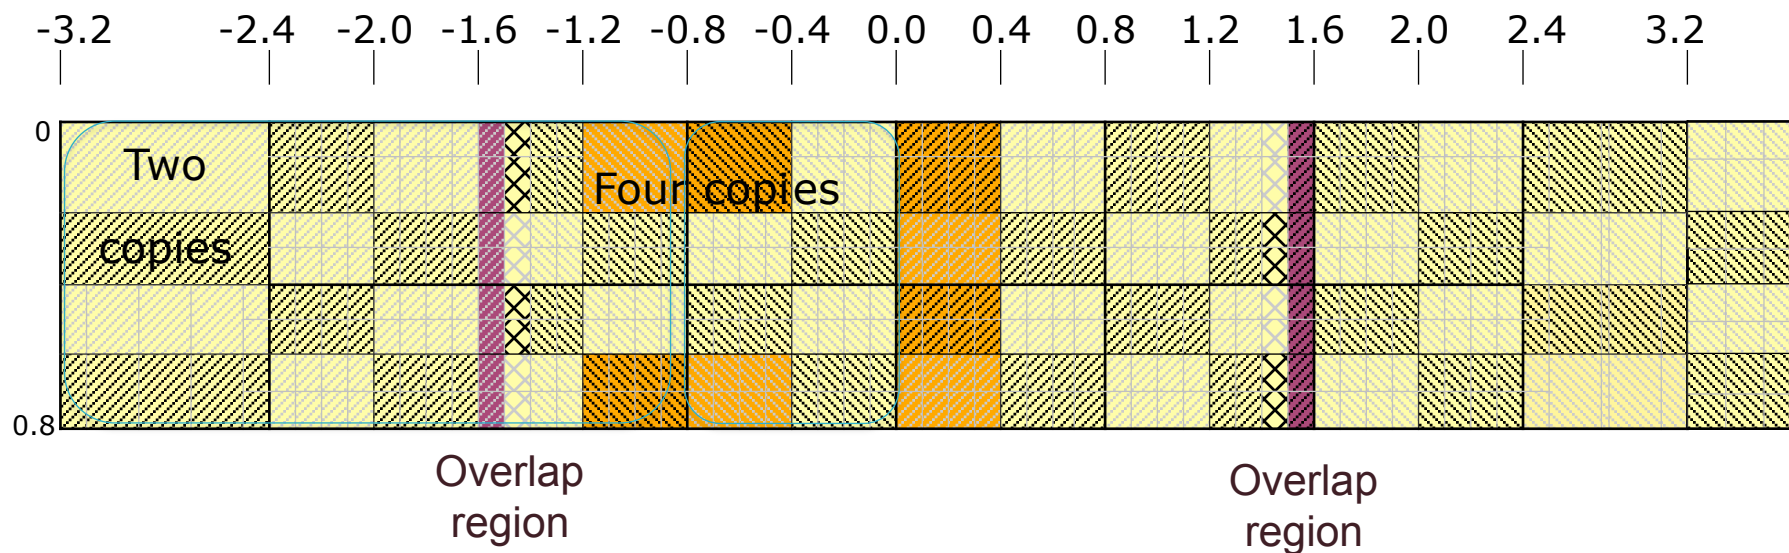 -3.2 -2.4 -2.0 -1.6 -1.2 -0.8 -0.4 0.0 0.4 0.8 1.2 1.6 2.0 2.4 3.2
0
Two
copies
Four copies
0.8
Overlap
region
Overlap
region